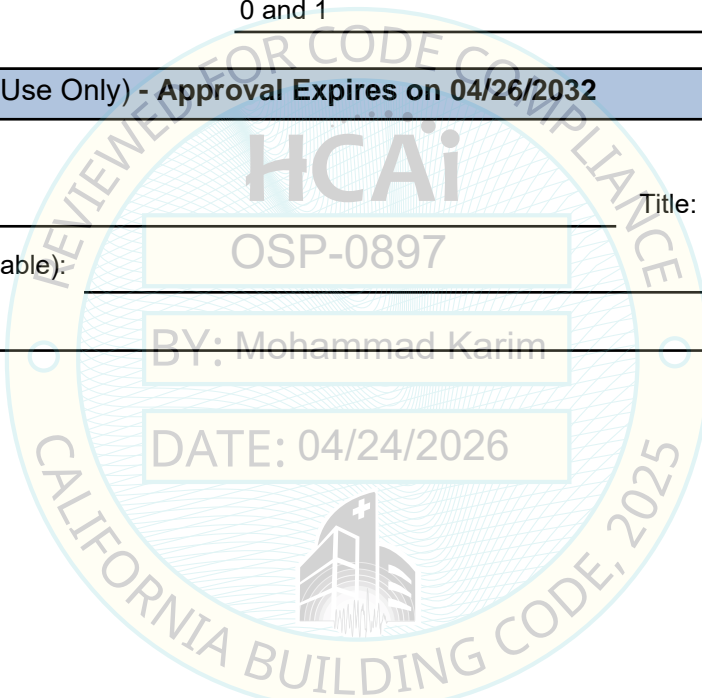 0 and 1
Use Only) - Approval Expires on 04/26/2032
REVIEWED FOR CODE COMPLIANCE
HCAi
Title:
OSP-0897
able):
BY: Mohammad Karim
DATE: 04/24/2026
CALIFORNIA BUILDING CODE, 2025